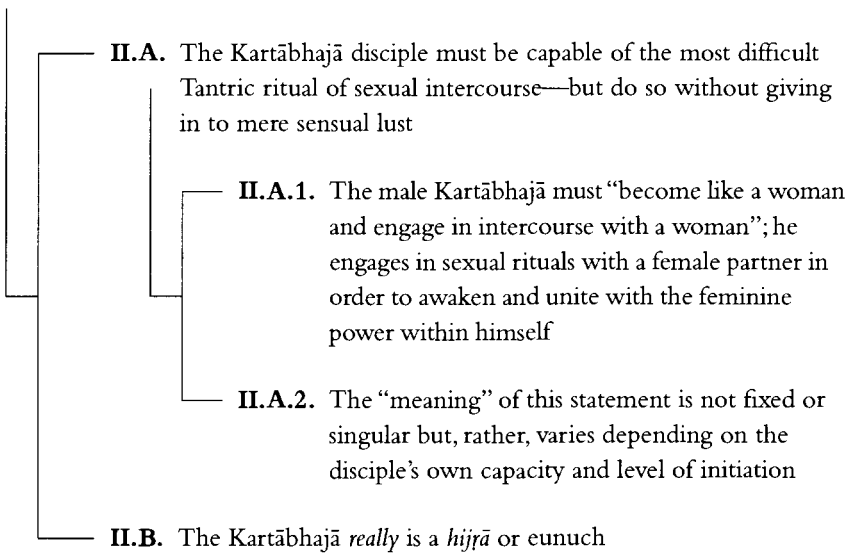 II.A. The Kartābhajā disciple must be capable of the most difficult
Tantric ritual of sexual intercourse—but do so without giving
in to mere sensual lust
II.A.1. The male Kartābhajā must “become like a woman
and engage in intercourse with a woman”; he
engages in sexual rituals with a female partner in
order to awaken and unite with the feminine
power within himself
II.A.2. The “meaning” of this statement is not fixed or
singular but, rather, varies depending on the
disciple’s own capacity and level of initiation
II.B. The Kartābhajā really is a hijṛā or eunuch